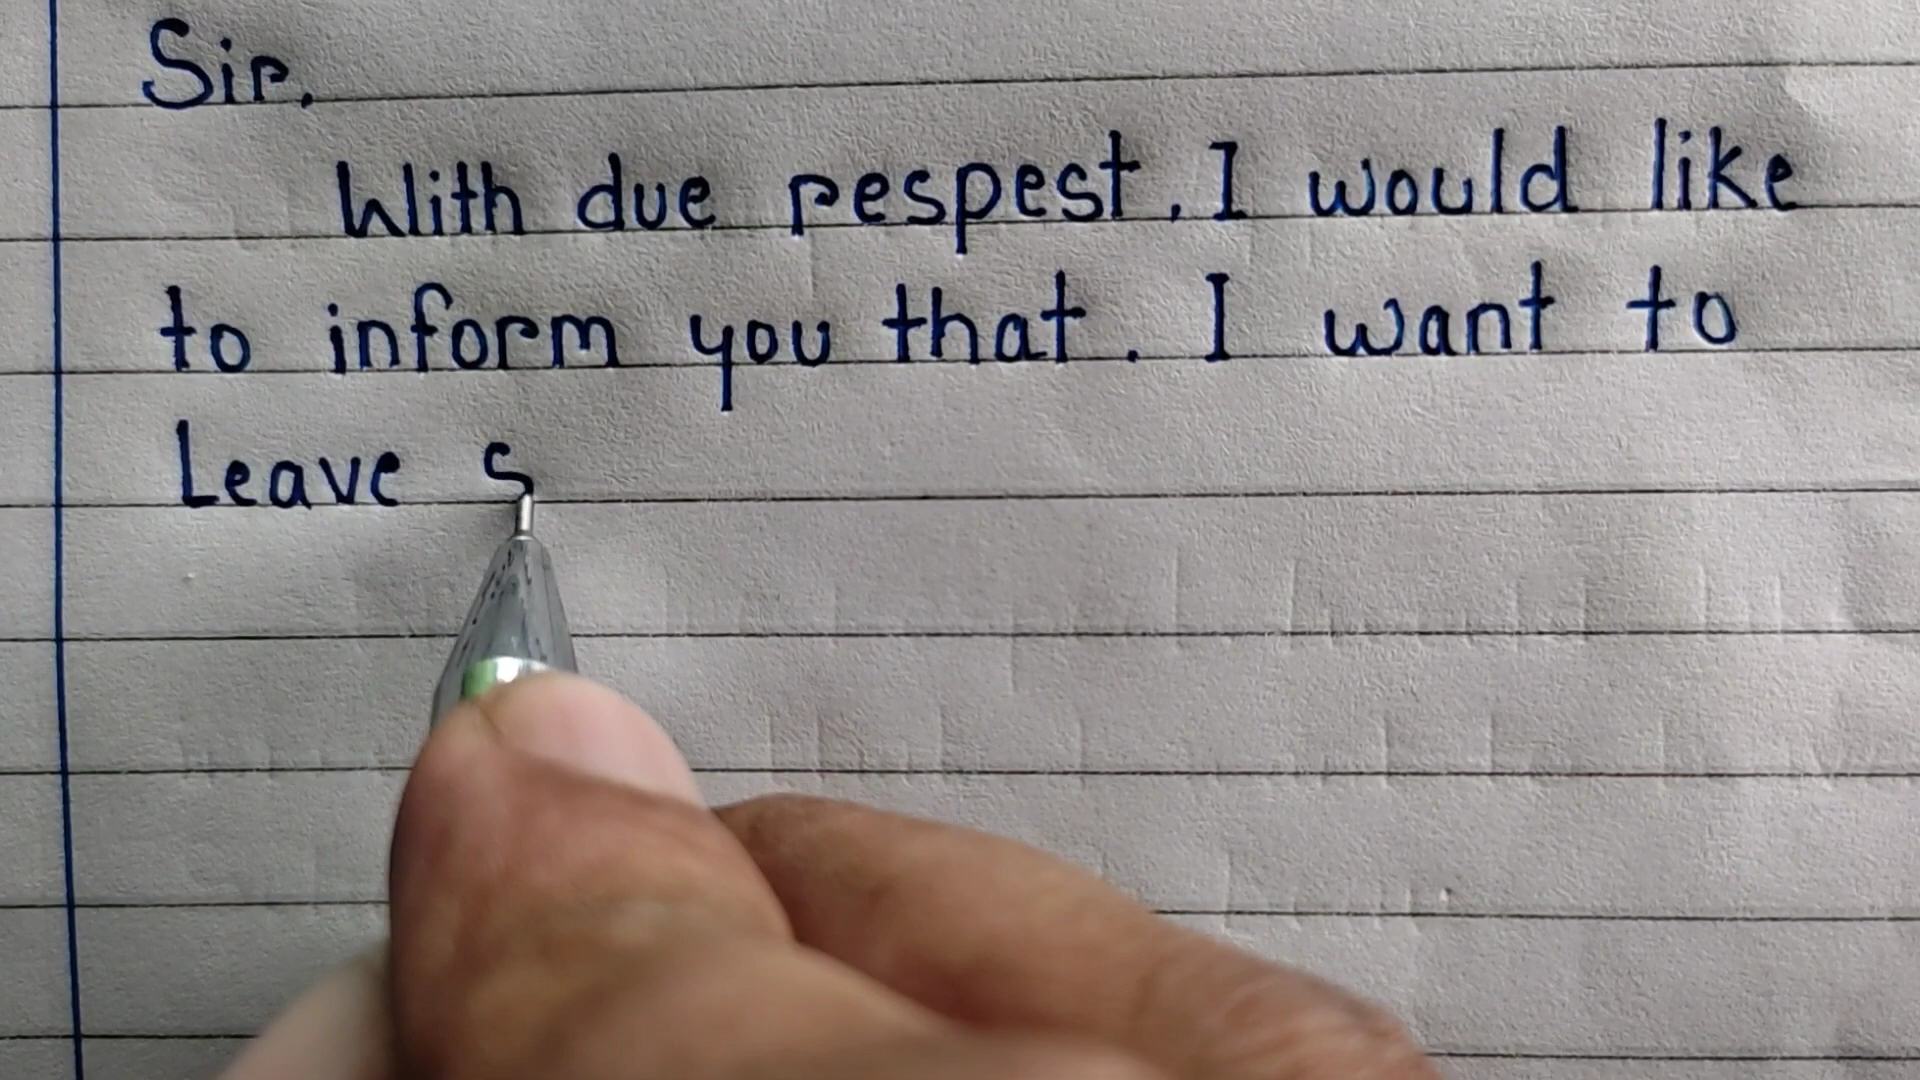 Sir.
With due respest. I would like
to inform you that. I want to
Leave s